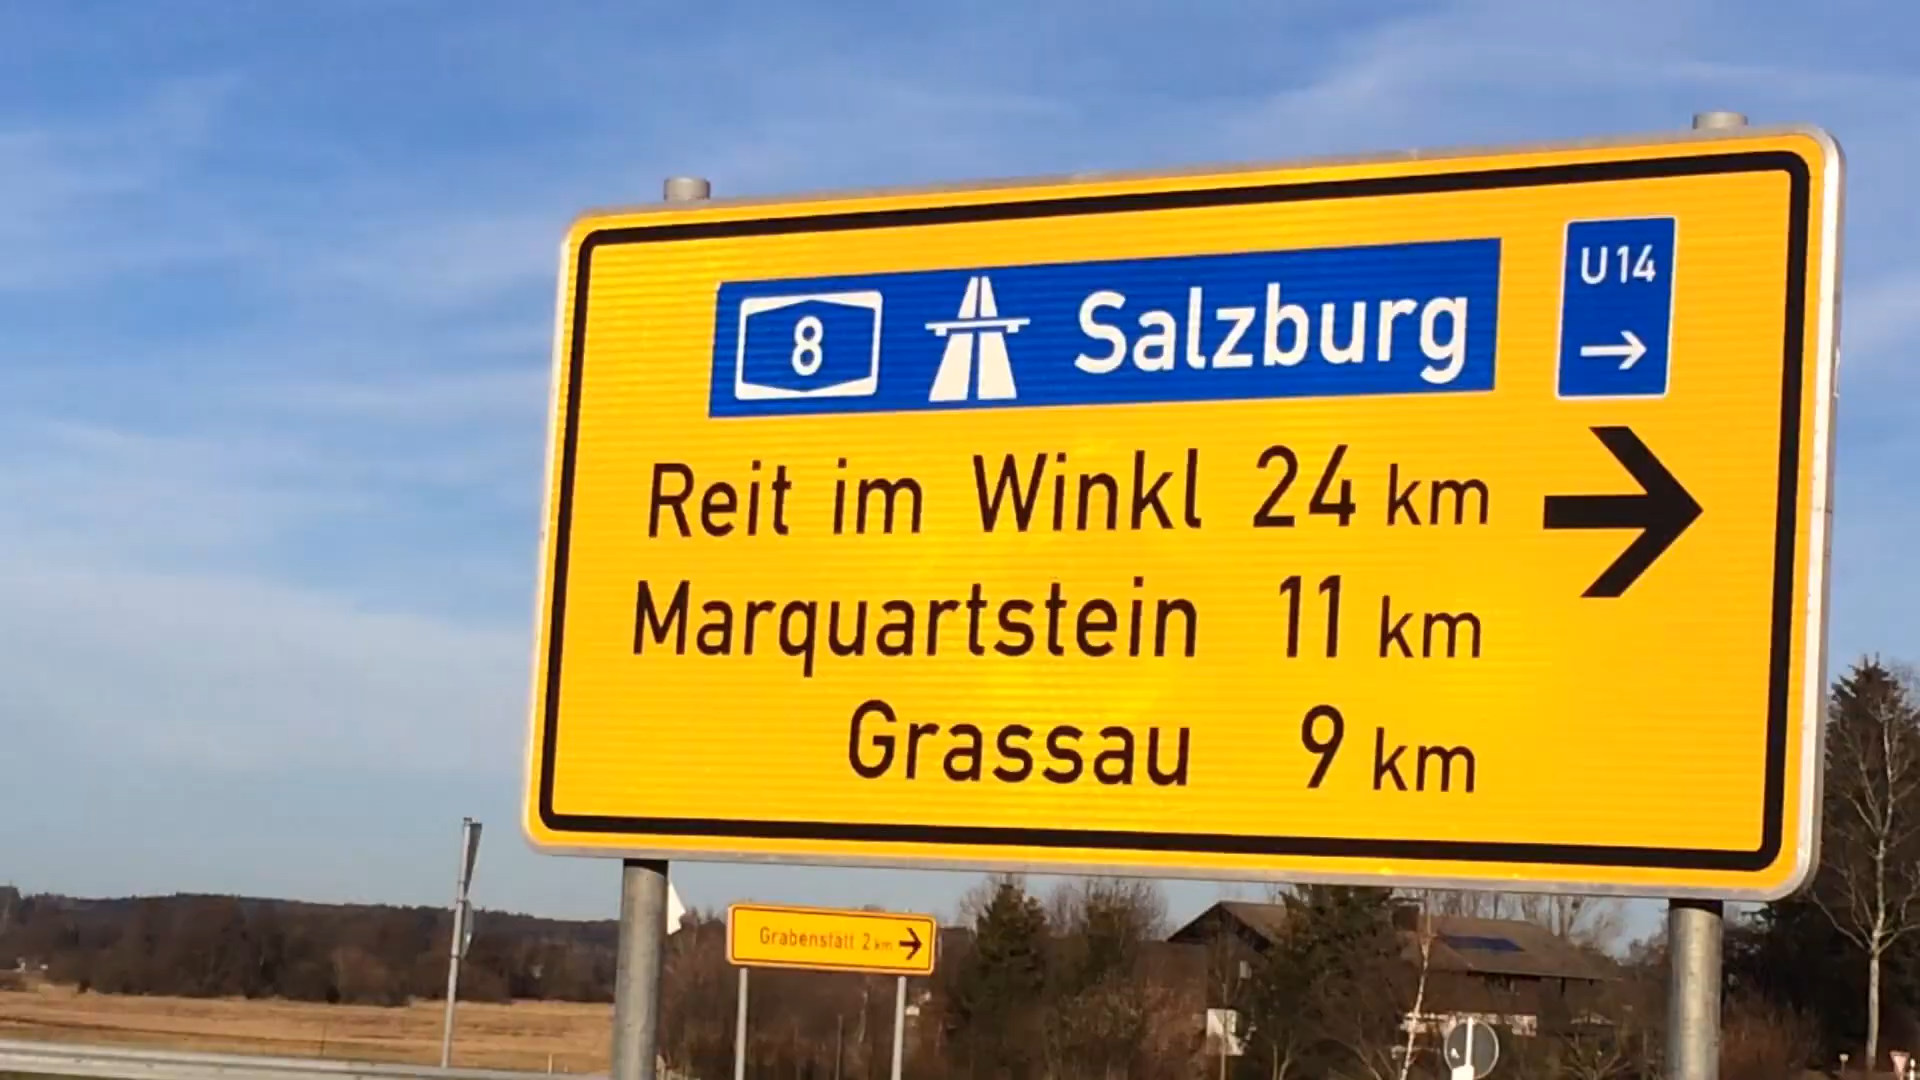 8 Salzburg
U14
Reit im Winkl 24 km
Marquartstein 11 km
Grassau 9 km
Grabenstätt 2 km